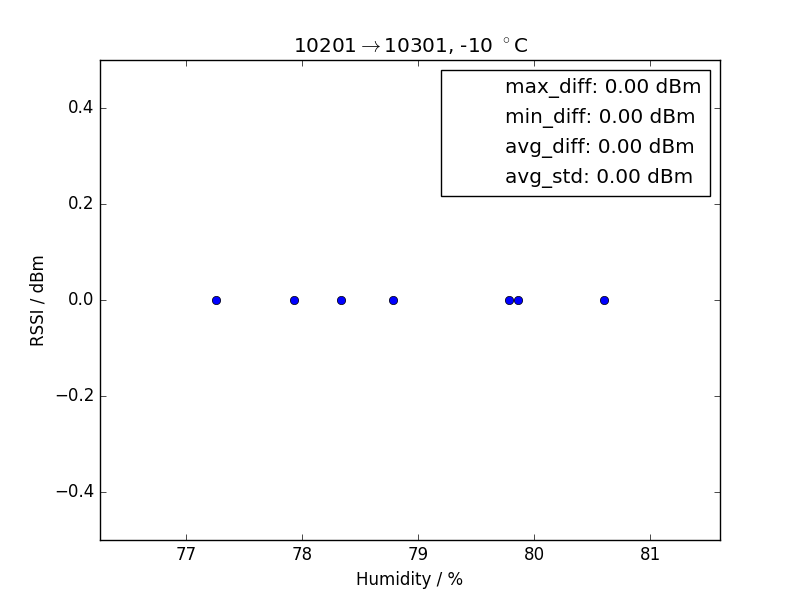 10201→10301, -10 °C
max_diff: 0.00 dBm
min_diff: 0.00 dBm
avg_diff: 0.00 dBm
avg_std: 0.00 dBm
RSSI / dBm
0.4
0.2
0.0
−0.2
−0.4
77 78 79 80 81
Humidity / %